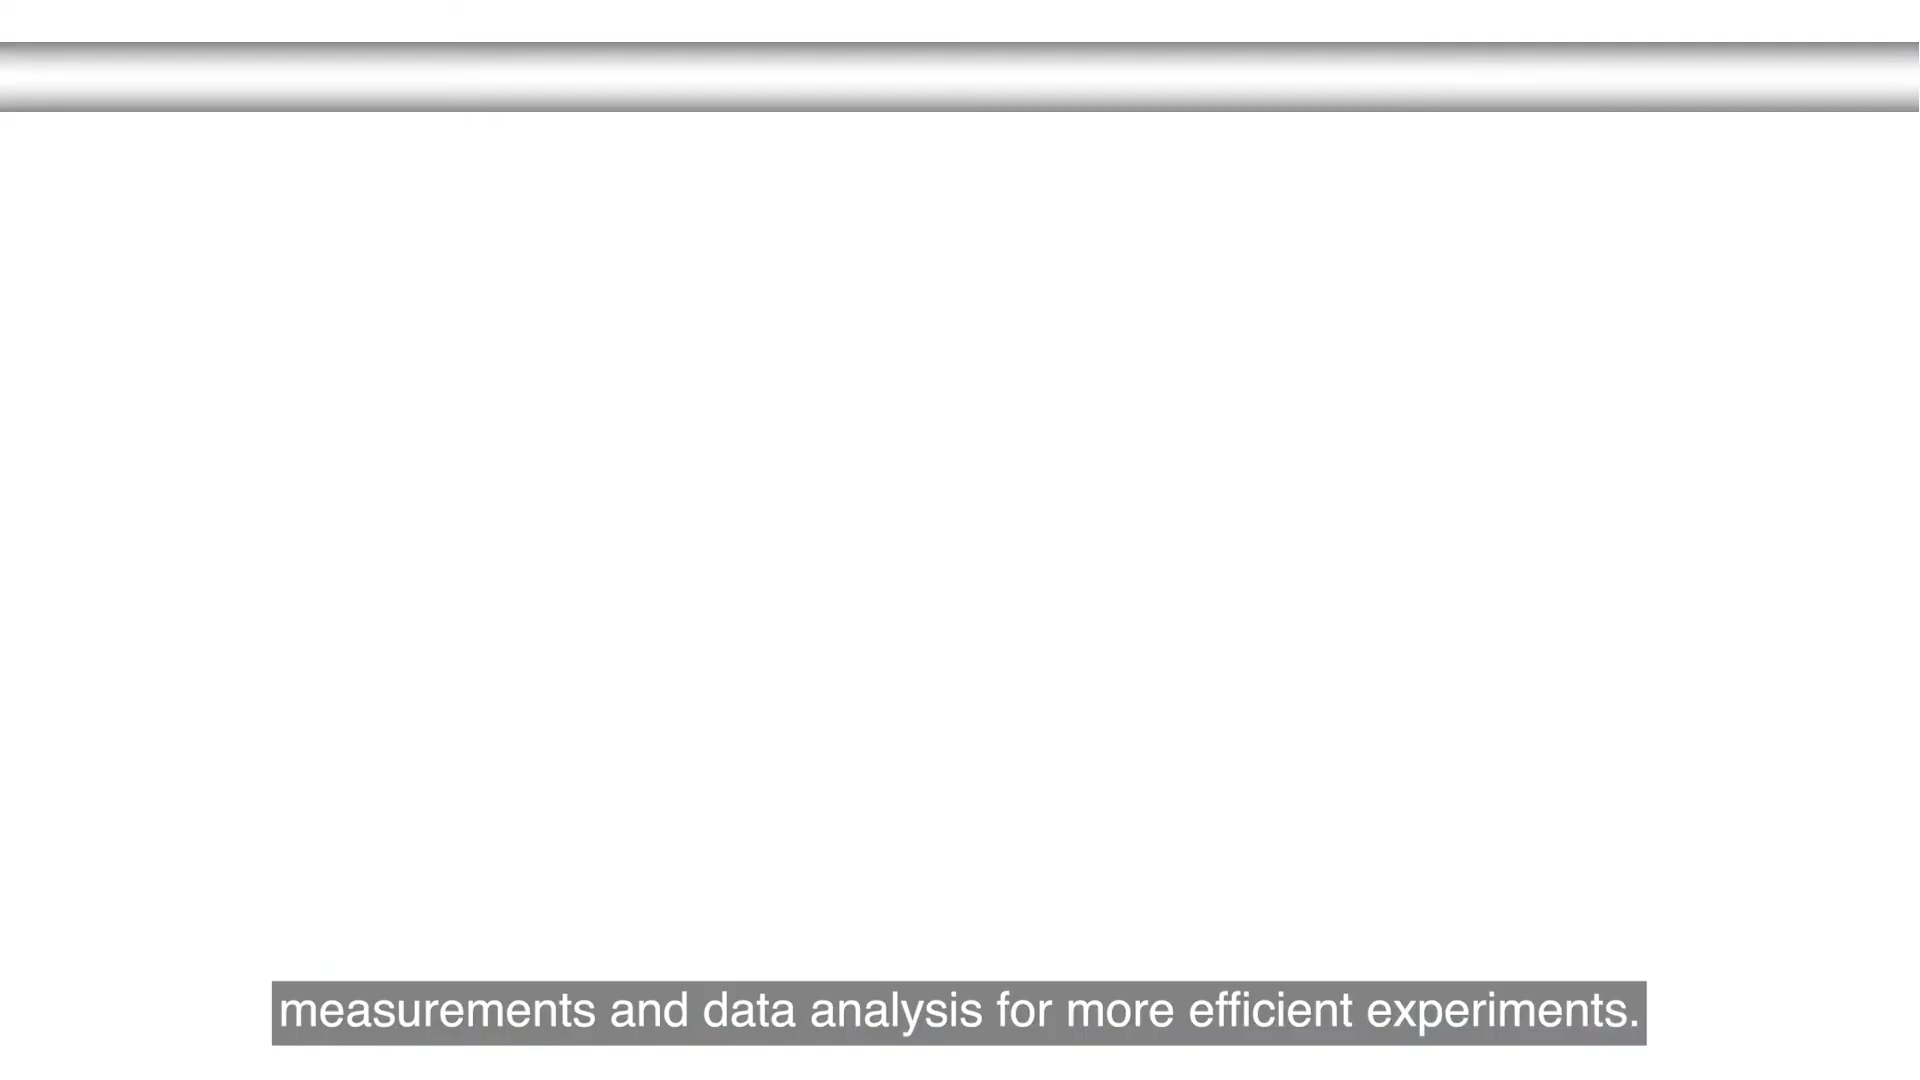 measurements and data analysis for more efficient experiments.